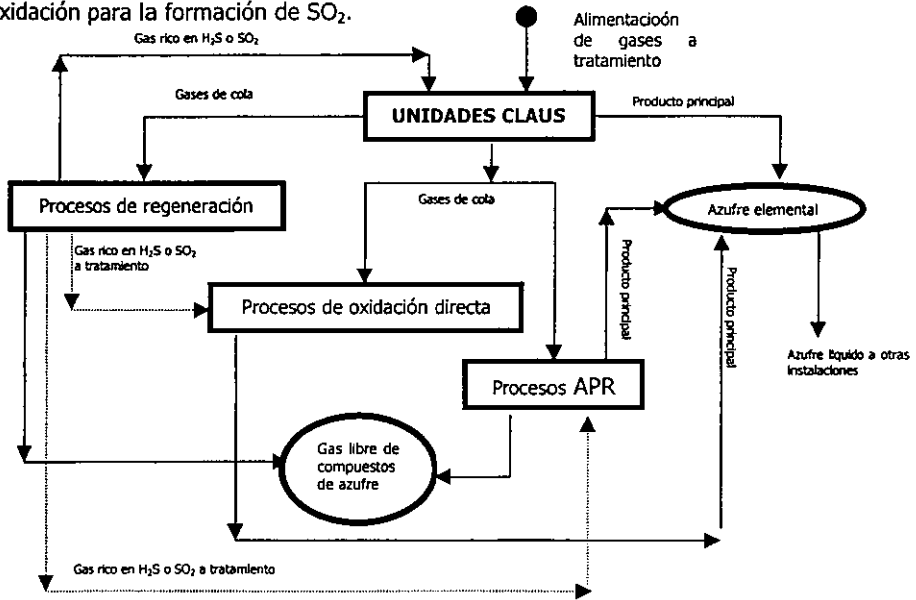 oxidación para la formación de SO₂.
Gas rico en H₂S o SO₂
Alimentacioón
de gases a
tratamiento
Gases de cola
UNIDADES CLAUS
Producto principal
Procesos de regeneración
Gases de cola
Azufre elemental
Gas rico en H₂S o SO₂
a tratamiento
Procesos de oxidación directa
Producto principal
Producto principal
Azufre líquido a otras
instalaciones
Procesos APR
Gas libre de
compuestos
de azufre
Gas rico en H₂S o SO₂ a tratamiento